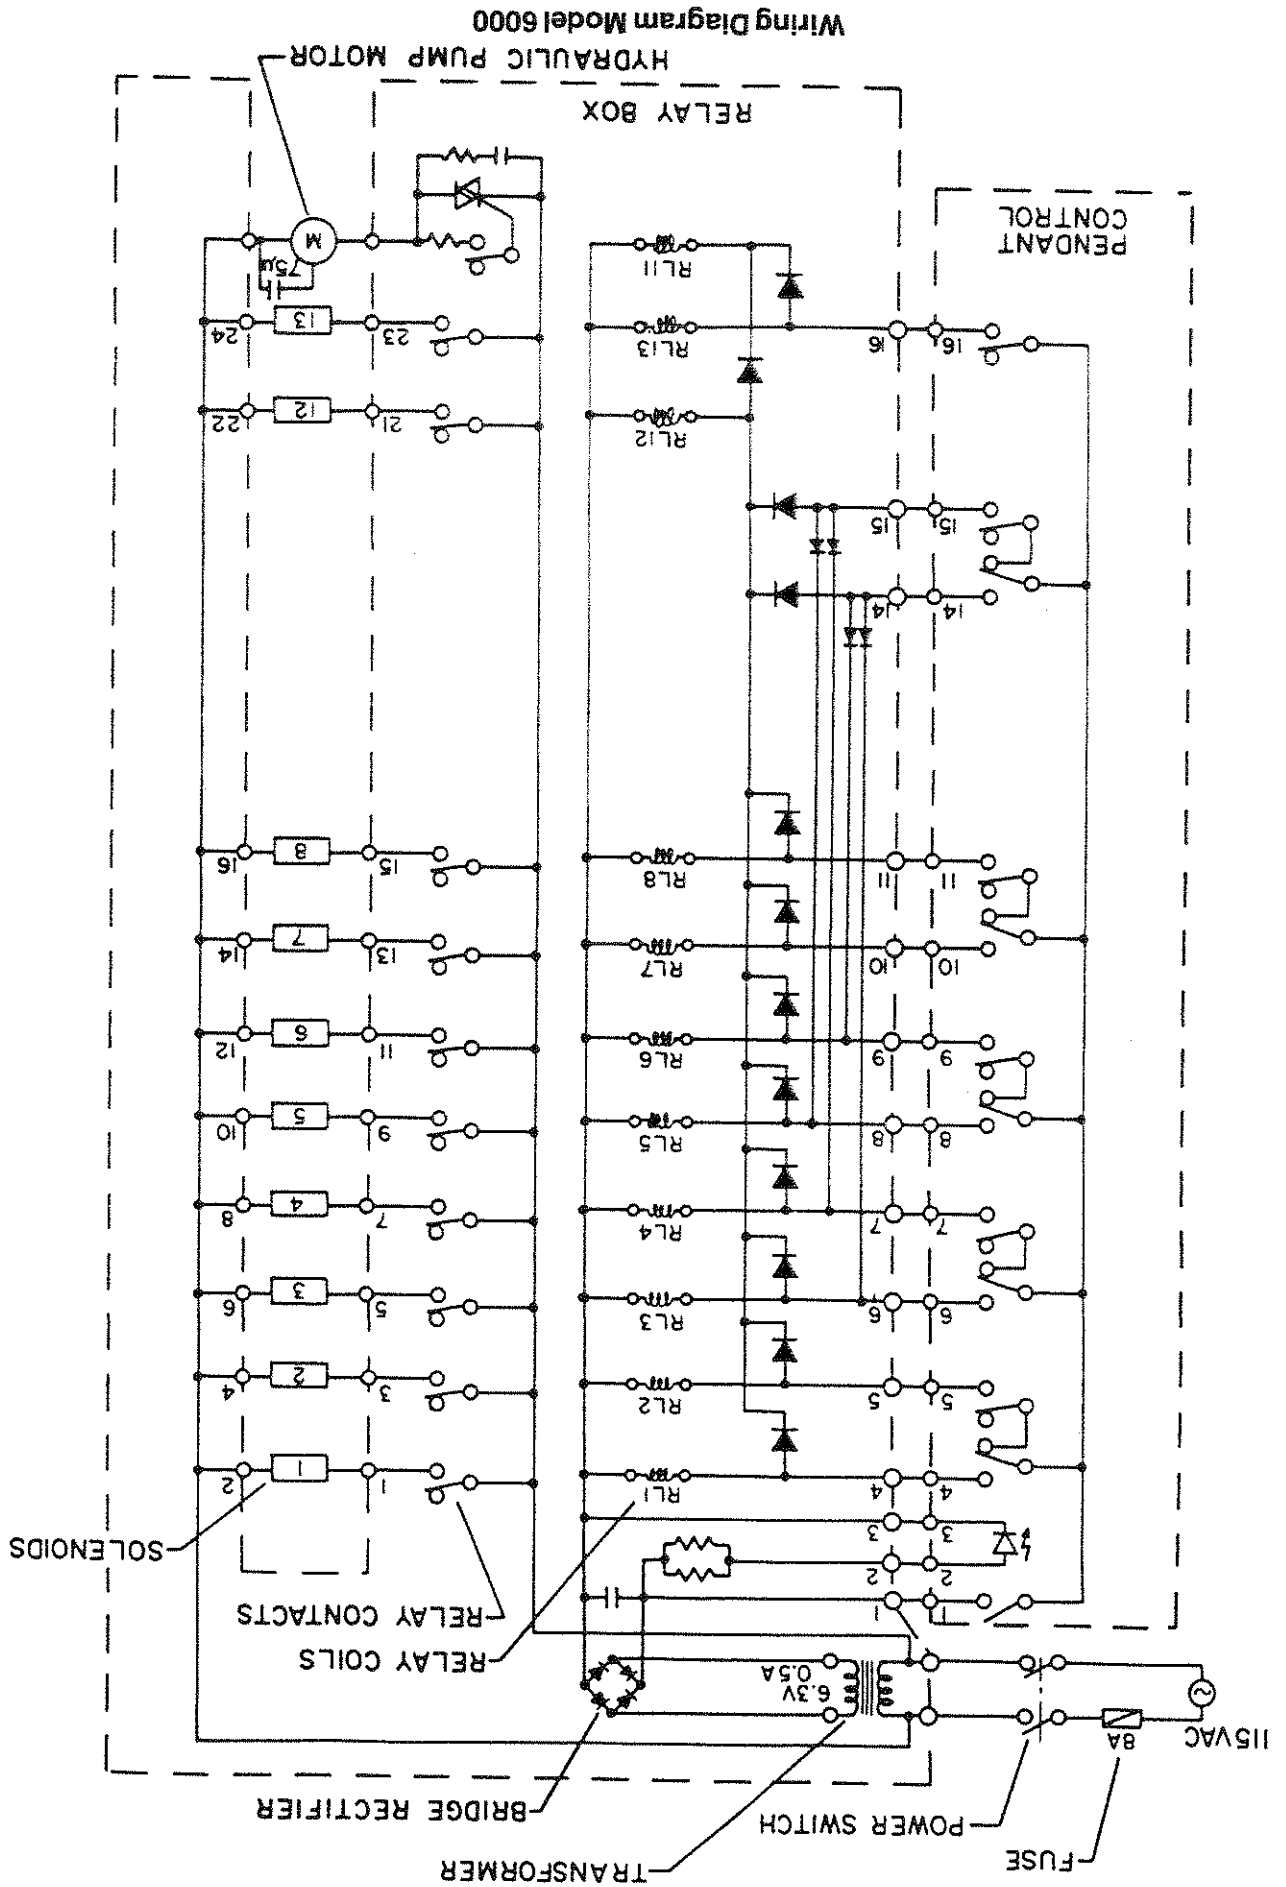 TRANSFORMER
FUSE
POWER SWITCH
BRIDGE RECTIFIER
115VAC
8A
6.3V
0.5A
RELAY COILS
RELAY CONTACTS
SOLENOIDS
1 1
2 2
3 3
4 4 RL1 1 1 2
5 5 RL2 3 2 4
6 6 RL3 5 3 6
7 7 RL4 7 4 8
8 8 RL5 9 5 10
9 9 RL6 11 6 12
10 10 RL7 13 7 14
11 11 RL8 15 8 16
14 14
15 15
RL12 21 12 22
16 16 RL13 23 13 24
RL11
75µ
M
PENDANT
CONTROL
RELAY BOX
HYDRAULIC PUMP MOTOR
Wiring Diagram Model 6000